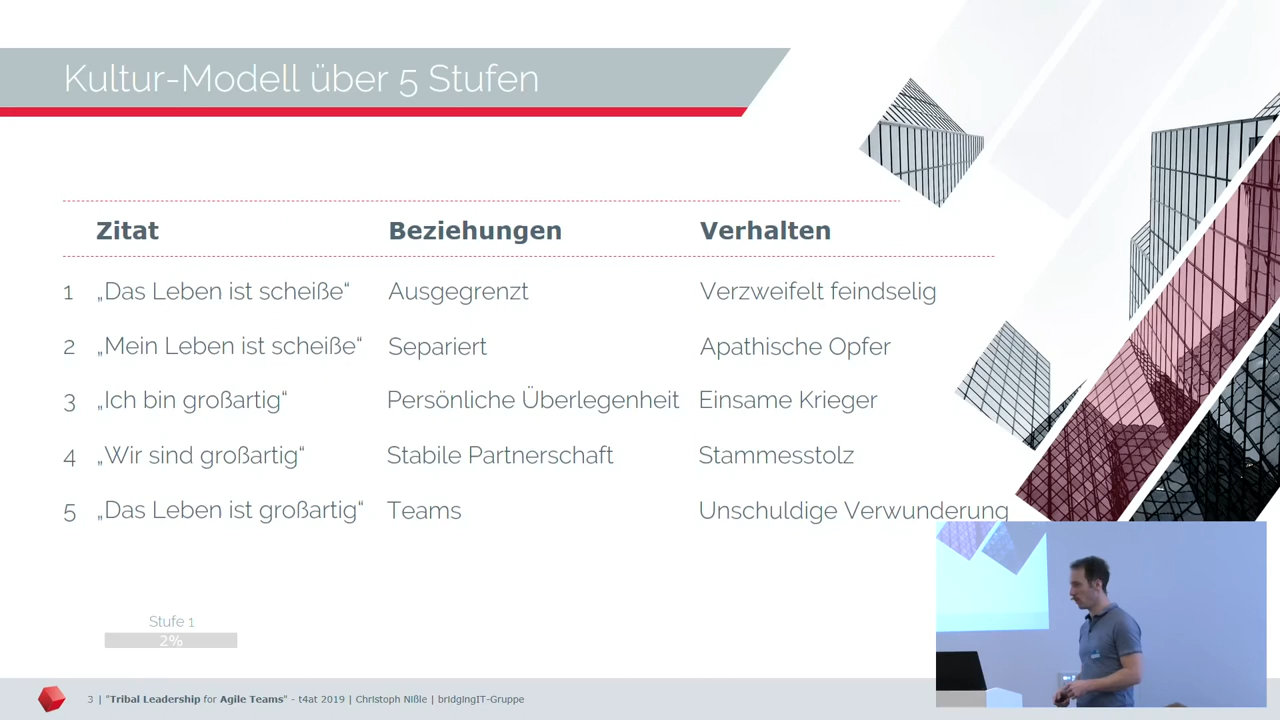 Kultur-Modell über 5 Stufen
Zitat Beziehungen Verhalten
1 „Das Leben ist scheiße“ Ausgegrenzt Verzweifelt feindselig
2 „Mein Leben ist scheiße“ Separiert Apathische Opfer
3 „Ich bin großartig“ Persönliche Überlegenheit Einsame Krieger
4 „Wir sind großartig“ Stabile Partnerschaft Stammesstolz
5 „Das Leben ist großartig“ Teams Unschuldige Verwunderung
Stufe 1
2%
3 | "Tribal Leadership for Agile Teams" - t4at 2019 | Christoph Nißle | bridgingIT-Gruppe